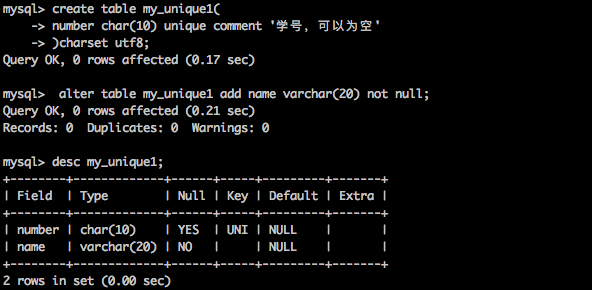 mysql> create table my_unique1(
    -> number char(10) unique comment '学号，可以为空'
    -> )charset utf8;
Query OK, 0 rows affected (0.17 sec)

mysql>  alter table my_unique1 add name varchar(20) not null;
Query OK, 0 rows affected (0.21 sec)
Records: 0  Duplicates: 0  Warnings: 0

mysql> desc my_unique1;
+--------+-------------+------+-----+---------+-------+
| Field  | Type        | Null | Key | Default | Extra |
+--------+-------------+------+-----+---------+-------+
| number | char(10)    | YES  | UNI | NULL    |       |
| name   | varchar(20) | NO   |     | NULL    |       |
+--------+-------------+------+-----+---------+-------+
2 rows in set (0.00 sec)